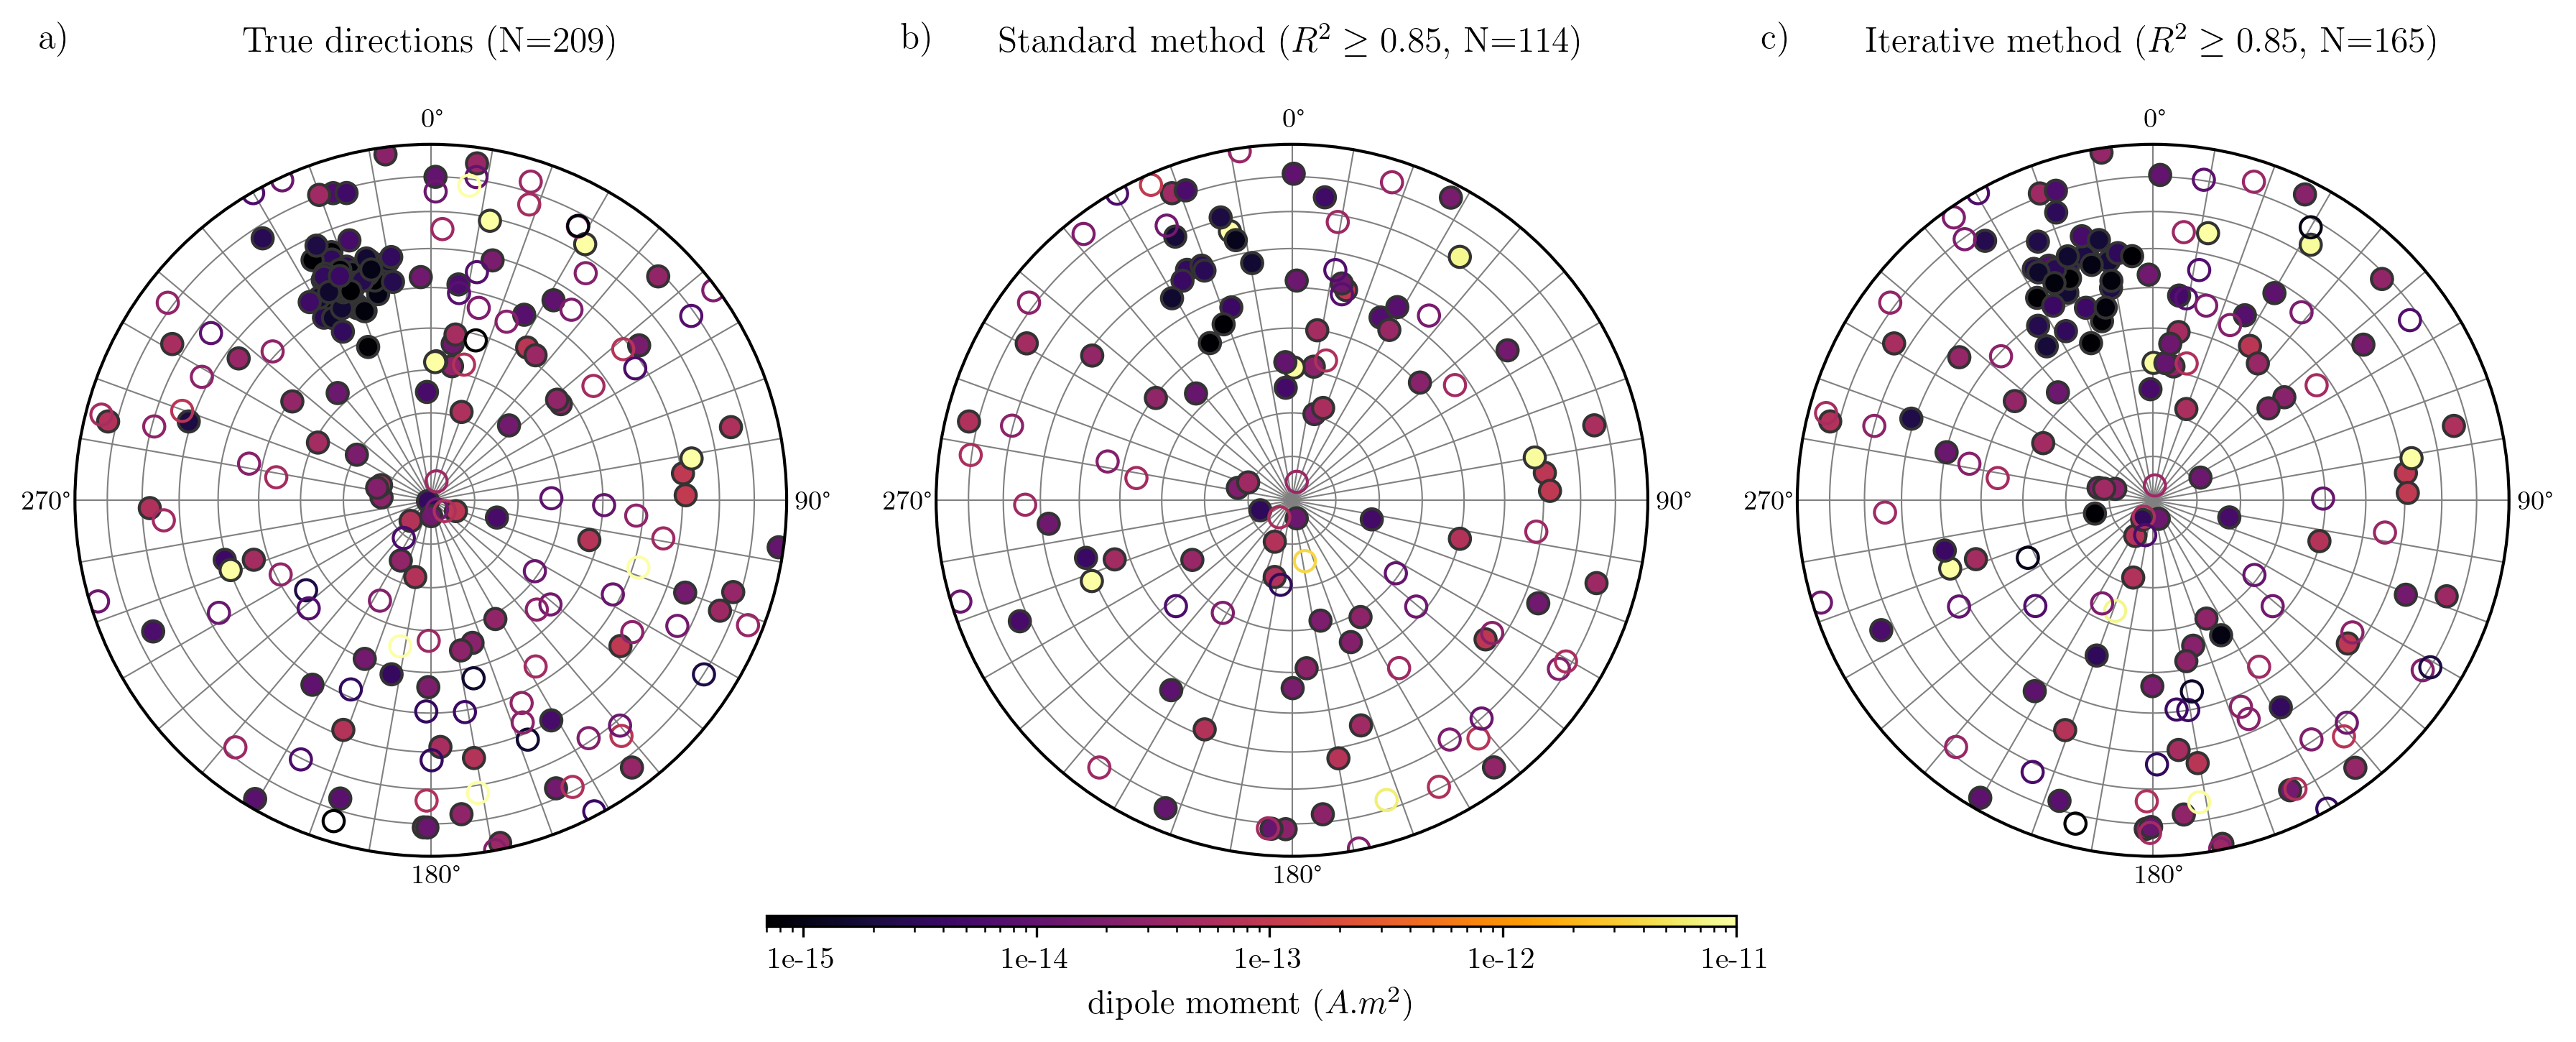 a) True directions (N=209)
b) Standard method (R² ≥ 0.85, N=114)
c) Iterative method (R² ≥ 0.85, N=165)
0° 0° 0°
270° 90° 270° 90° 270° 90°
180° 180° 180°
1e-15 1e-14 1e-13 1e-12 1e-11
dipole moment (A.m²)